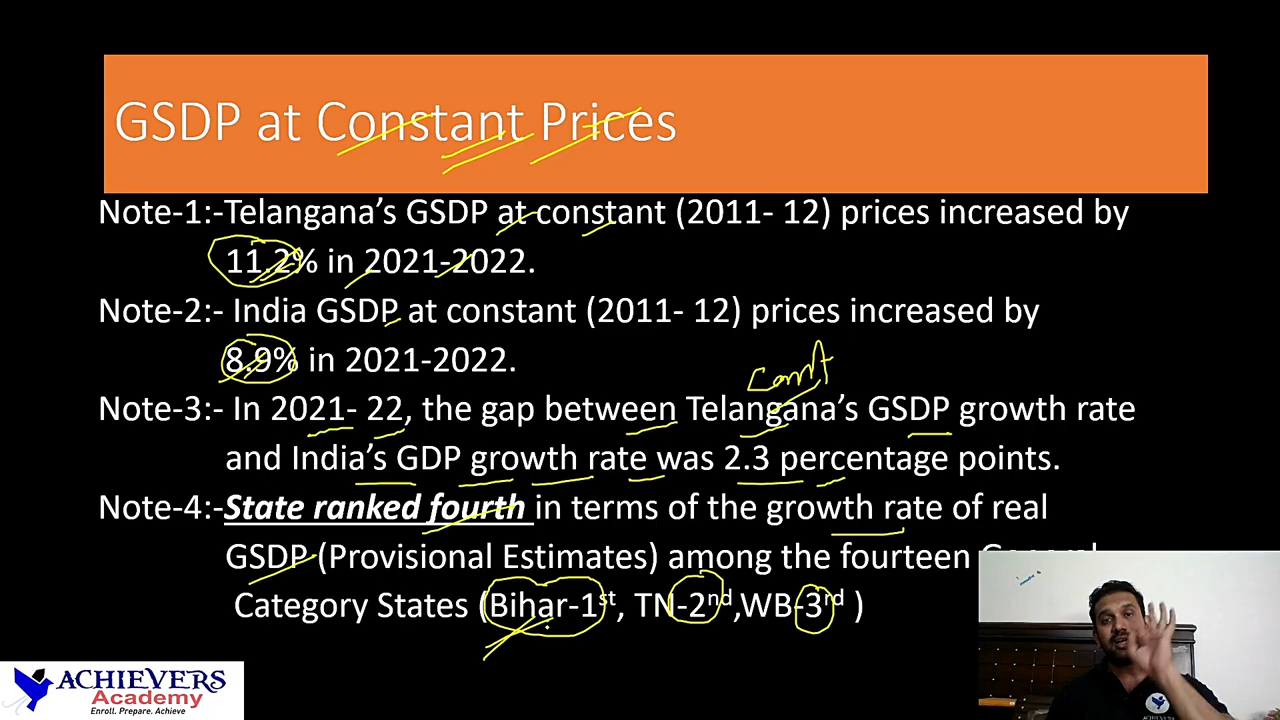 GSDP at Constant Prices
Note-1:-Telangana's GSDP at constant (2011- 12) prices increased by
11.2% in 2021-2022.
Note-2:- India GSDP at constant (2011- 12) prices increased by
8.9% in 2021-2022.
Const
Note-3:- In 2021- 22, the gap between Telangana's GSDP growth rate
and India's GDP growth rate was 2.3 percentage points.
Note-4:-State ranked fourth in terms of the growth rate of real
GSDP (Provisional Estimates) among the fourteen General
Category States (Bihar-1st, TN-2nd,WB-3rd )
ACHIEVERS
Academy
Enroll. Prepare. Achieve
ACHIEVERS